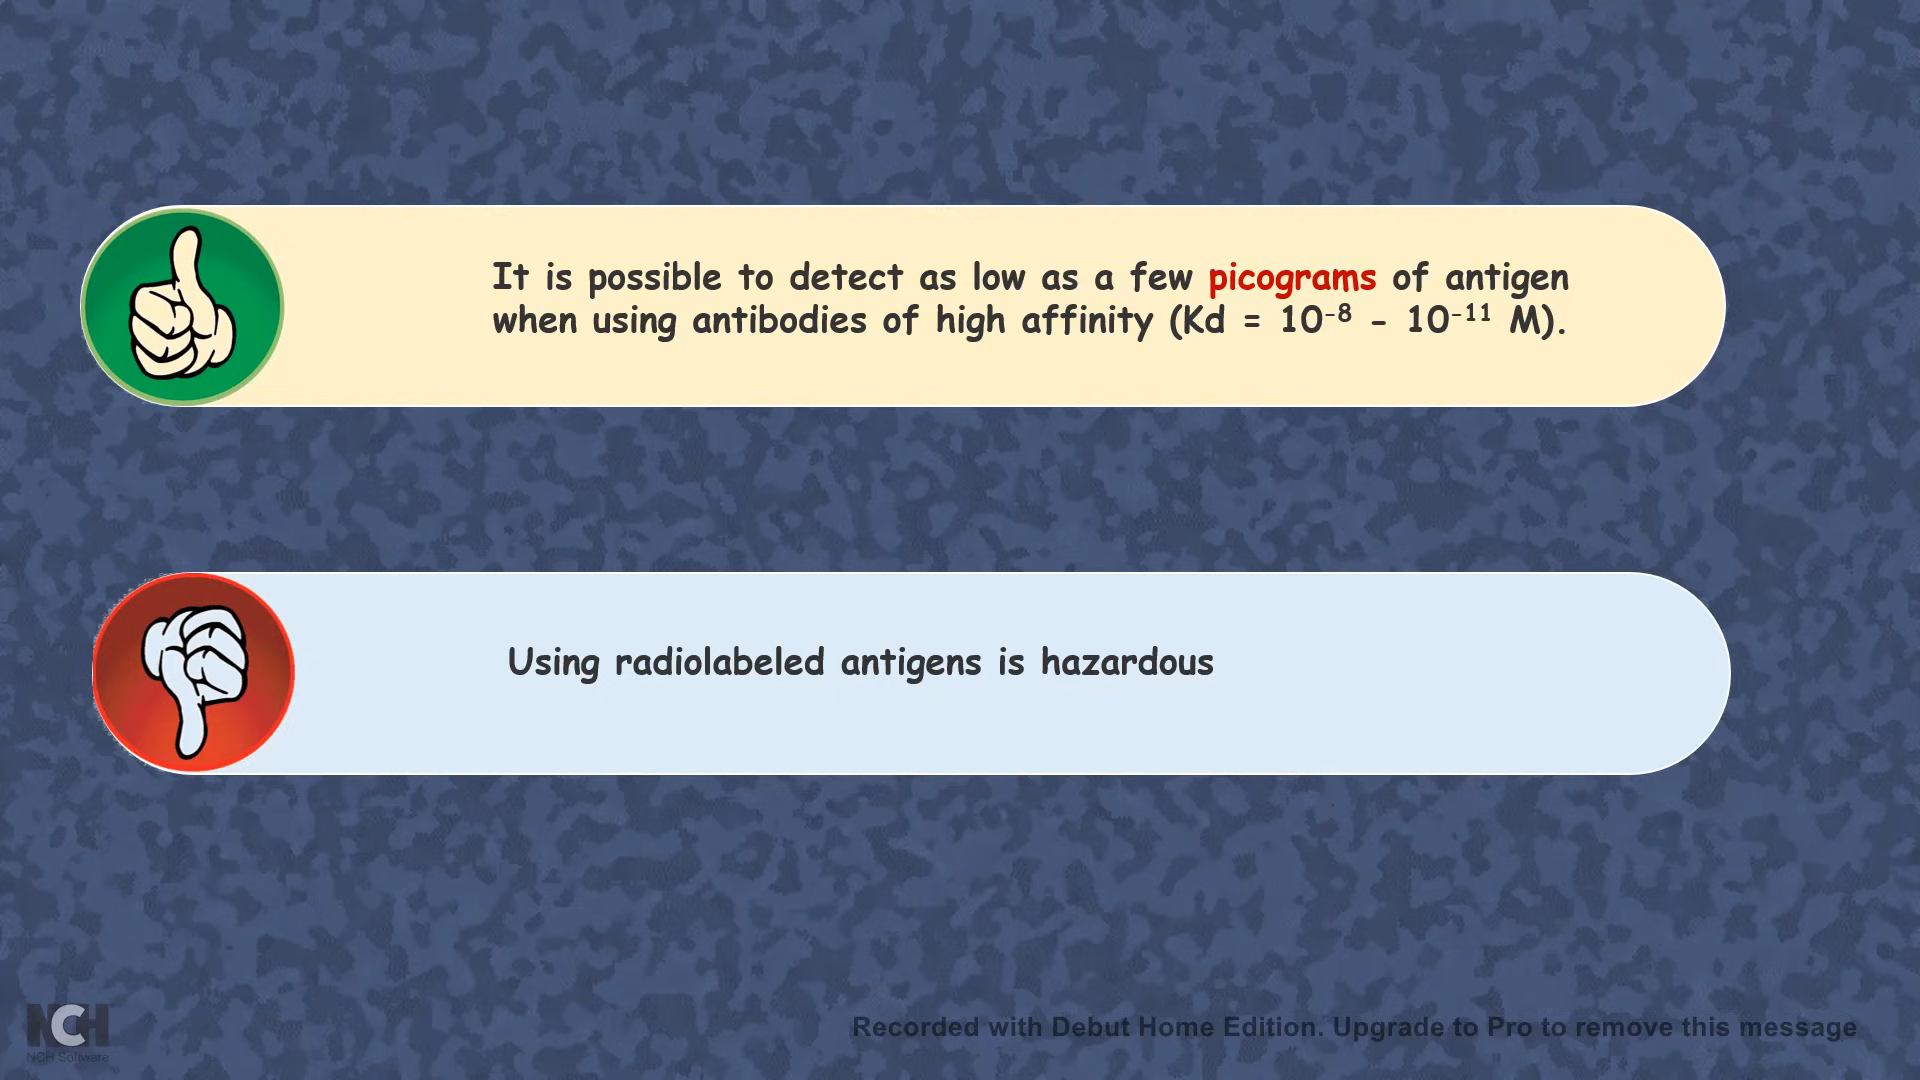 It is possible to detect as low as a few picograms of antigen
when using antibodies of high affinity (Kd = 10⁻⁸ - 10⁻¹¹ M).
Using radiolabeled antigens is hazardous
NCH
NCH Software
Recorded with Debut Home Edition. Upgrade to Pro to remove this message